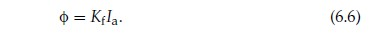 ϕ = K_f I_a. (6.6)